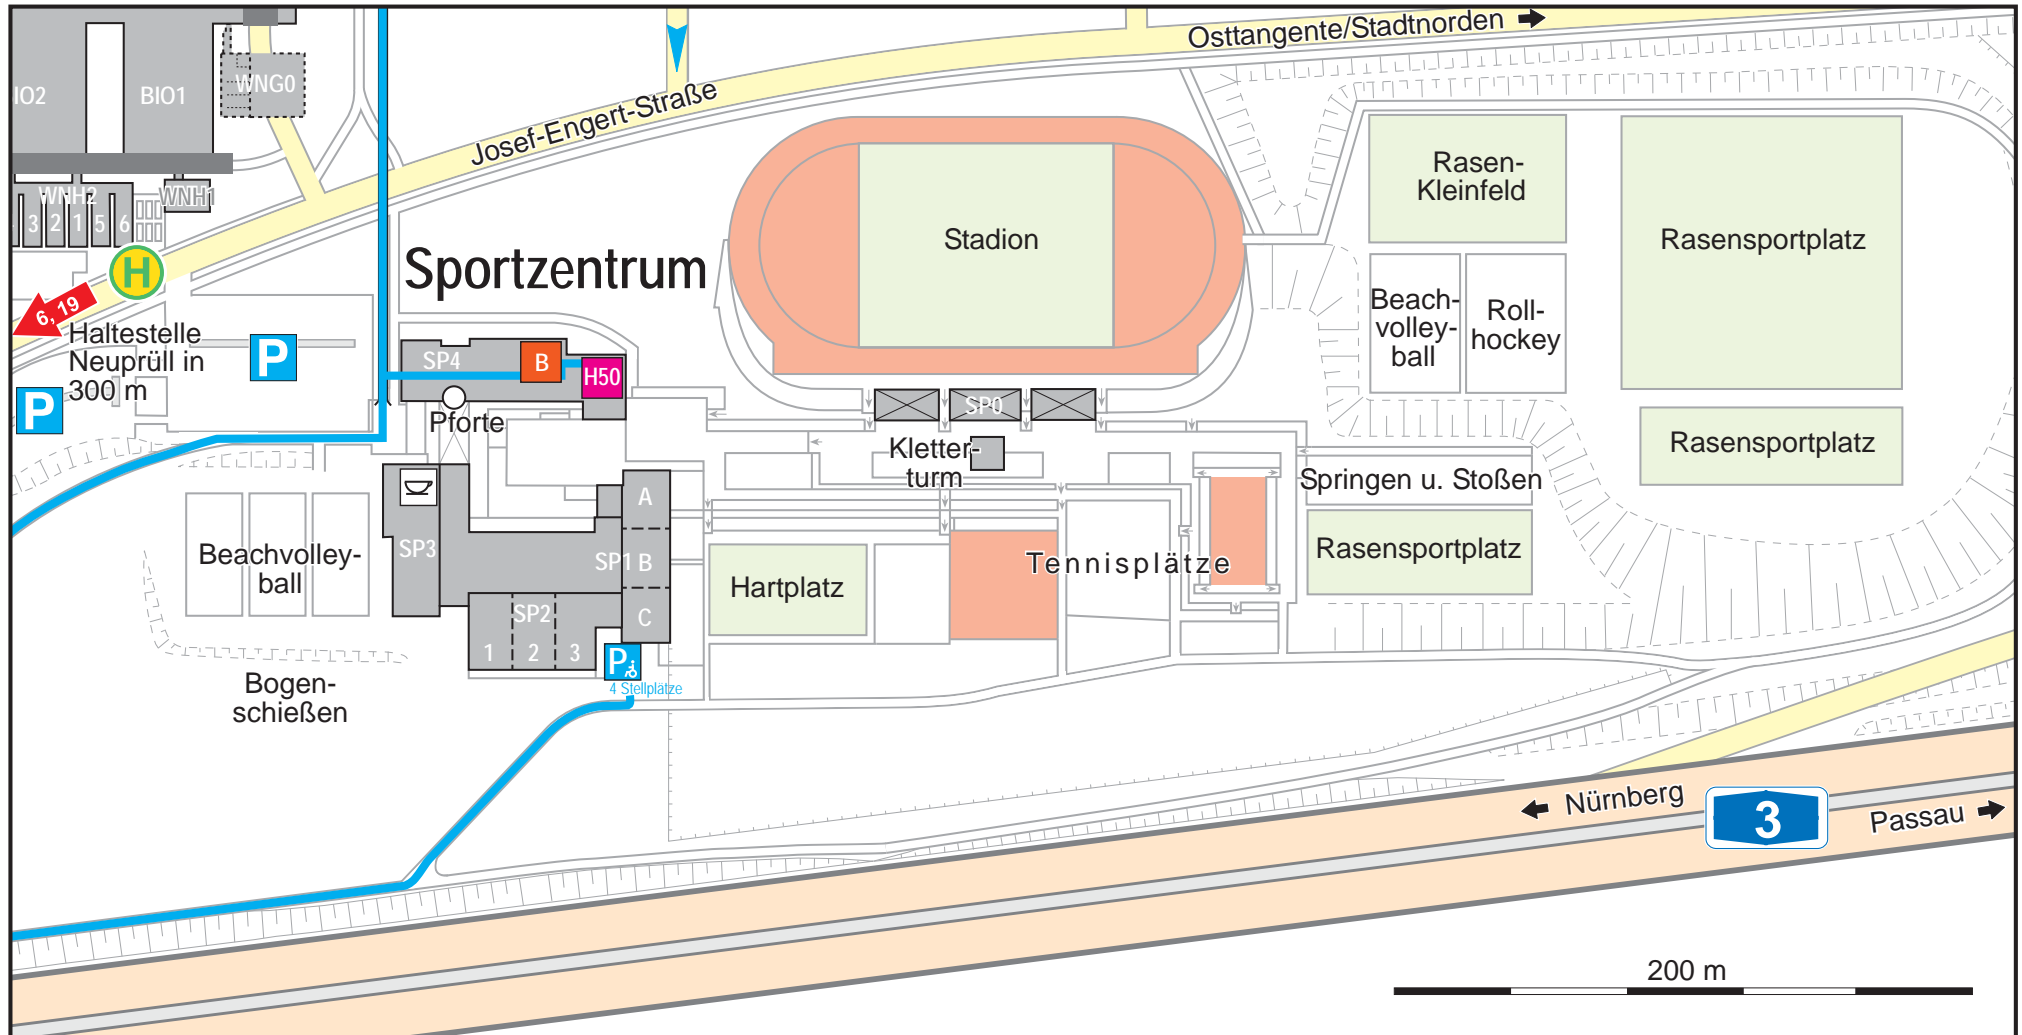 Osttangente/Stadtnorden
IO2
BIO1
WNG0
Josef-Engert-Straße
WNH2
WNH1
3 2 1 5 6
H
6, 19
Haltestelle
Neuprüll in
300 m
P
P
Sportzentrum
SP4
B
H50
Pforte
Stadion
SP0
Kletter-
turm
Rasen-
Kleinfeld
Rasensportplatz
Beach-
volley-
ball
Roll-
hockey
Rasensportplatz
Springen u. Stoßen
Rasensportplatz
Tennisplätze
Hartplatz
A
SP1 B
C
SP3
SP2
1 2 3
P
4 Stellplätze
Beachvolley-
ball
Bogen-
schießen
Nürnberg
3
Passau
200 m